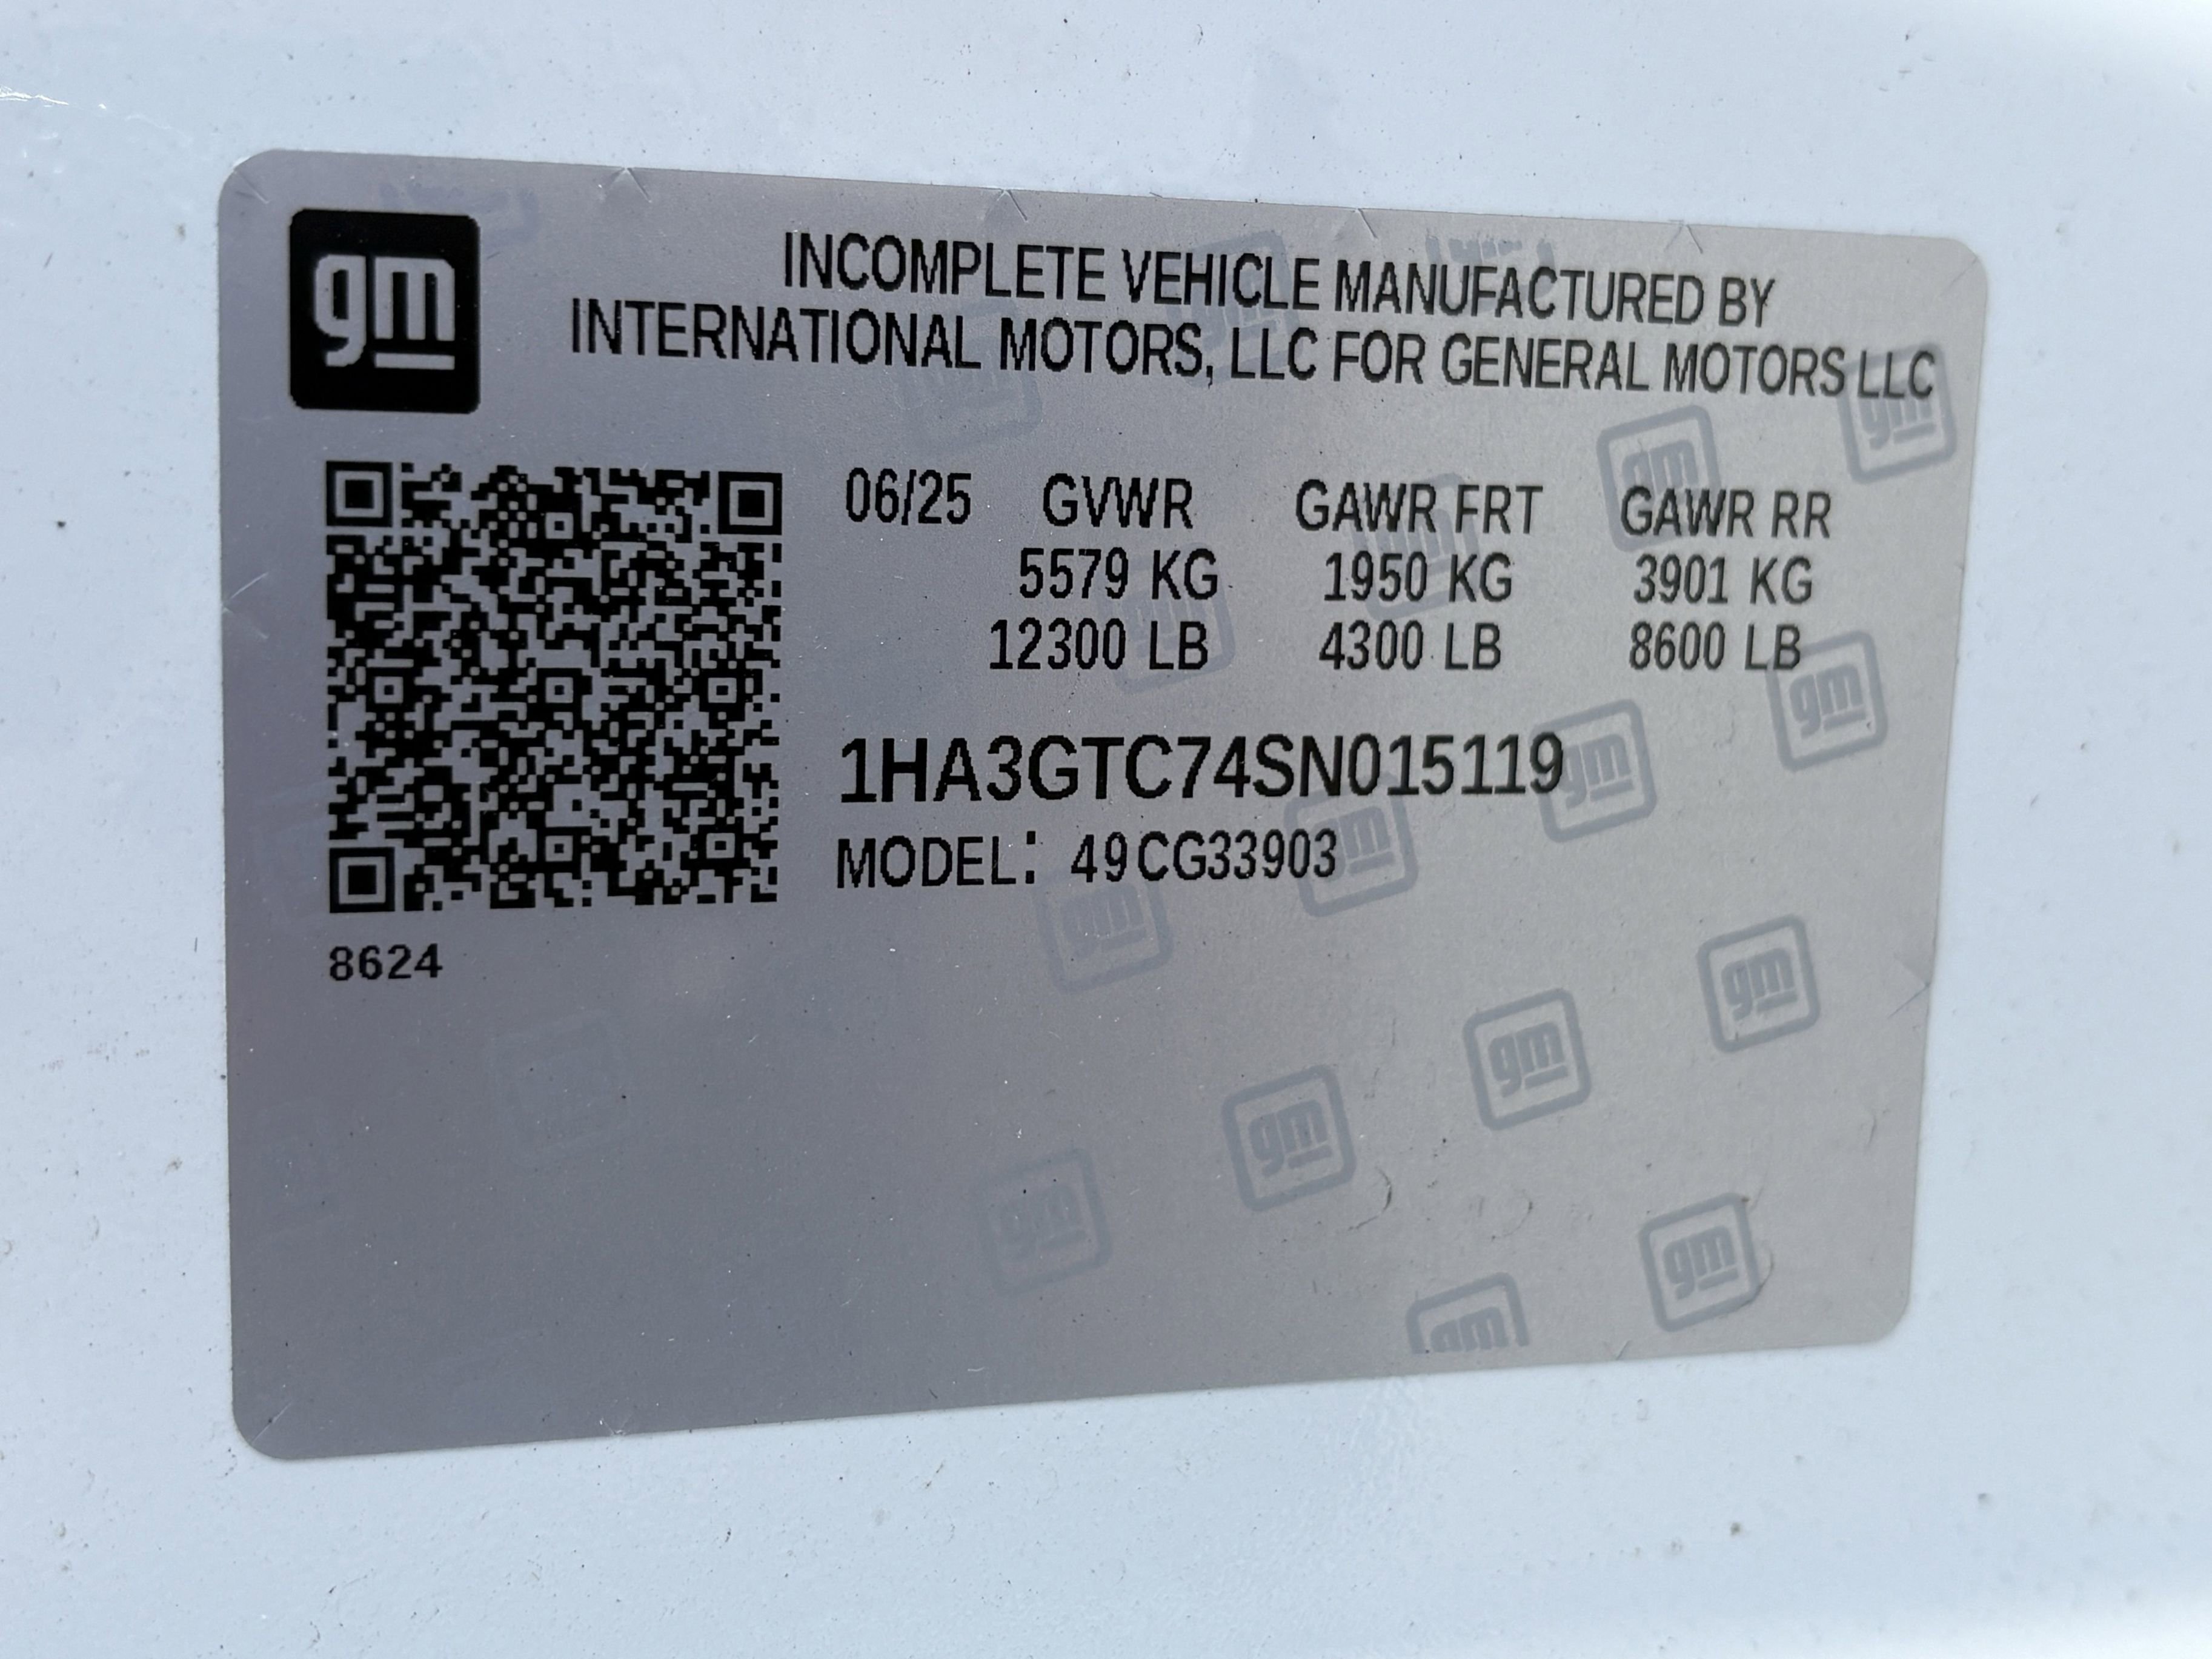 gm
INCOMPLETE VEHICLE MANUFACTURED BY
INTERNATIONAL MOTORS, LLC FOR GENERAL MOTORS LLC
06/25 GVWR GAWR FRT GAWR RR
5579 KG 1950 KG 3901 KG
12300 LB 4300 LB 8600 LB
1HA3GTC74SN015119
MODEL: 49CG33903
8624